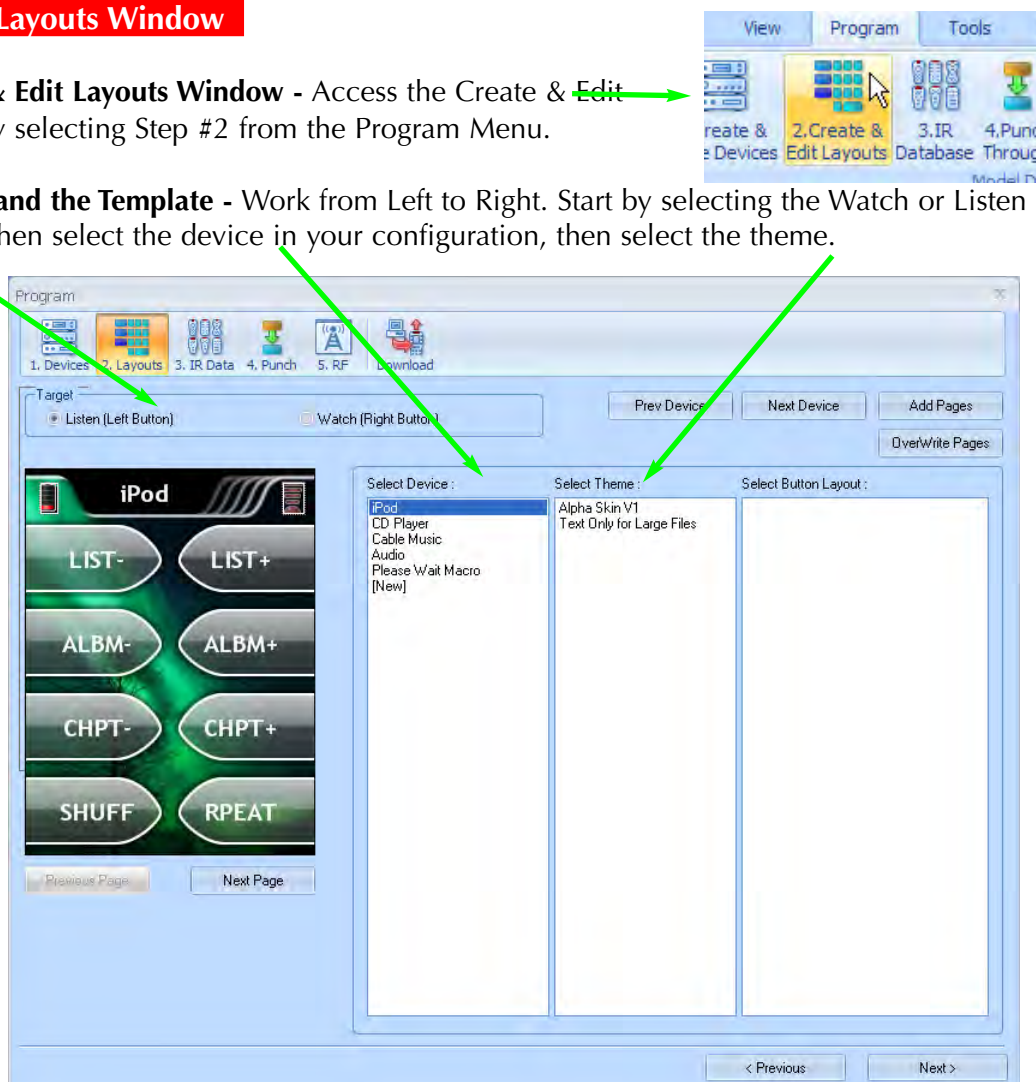 Layouts Window
View Program Tools
& Edit Layouts Window - Access the Create & Edit
y selecting Step #2 from the Program Menu.
reate & 2.Create & 3.IR 4.Punc
e Devices Edit Layouts Database Throug
Model D
and the Template - Work from Left to Right. Start by selecting the Watch or Listen
hen select the device in your configuration, then select the theme.
Program
1. Devices 2. Layouts 3. IR Data 4. Punch 5. RF Download
Target
Listen (Left Button) Watch (Right Button)
Prev Device Next Device Add Pages
OverWrite Pages
iPod
LIST- LIST+
ALBM- ALBM+
CHPT- CHPT+
SHUFF RPEAT
Previous Page Next Page
Select Device : Select Theme : Select Button Layout :
iPod
CD Player
Cable Music
Audio
Please Wait Macro
[New]
Alpha Skin V1
Text Only for Large Files
< Previous Next >